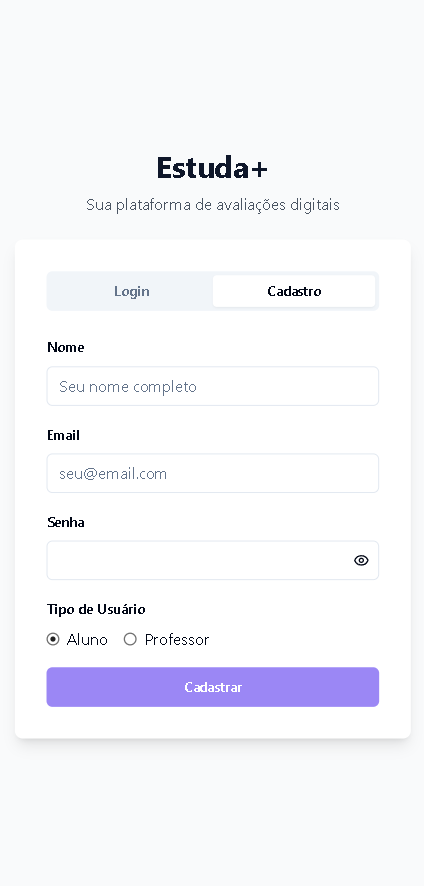 Estuda+
Sua plataforma de avaliações digitais
Login Cadastro
Nome
Seu nome completo
Email
seu@email.com
Senha
Tipo de Usuário
Aluno Professor
Cadastrar